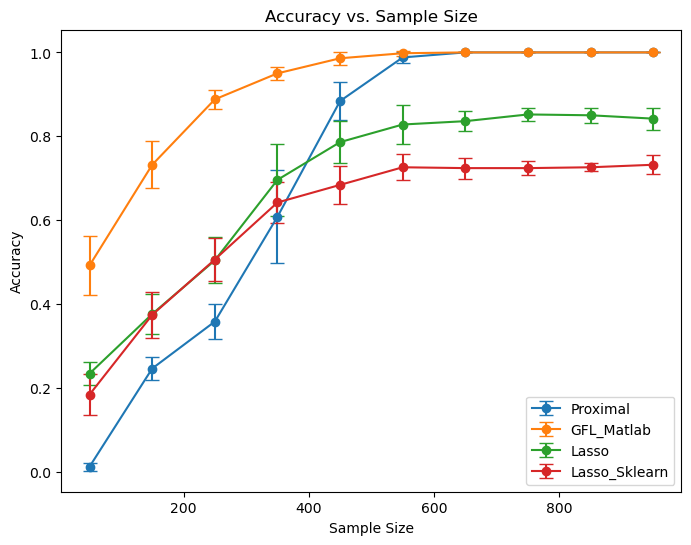 Accuracy vs. Sample Size
Accuracy
1.0
0.8
0.6
0.4
0.2
0.0
200
400
600
800
Sample Size
Proximal
GFL_Matlab
Lasso
Lasso_Sklearn